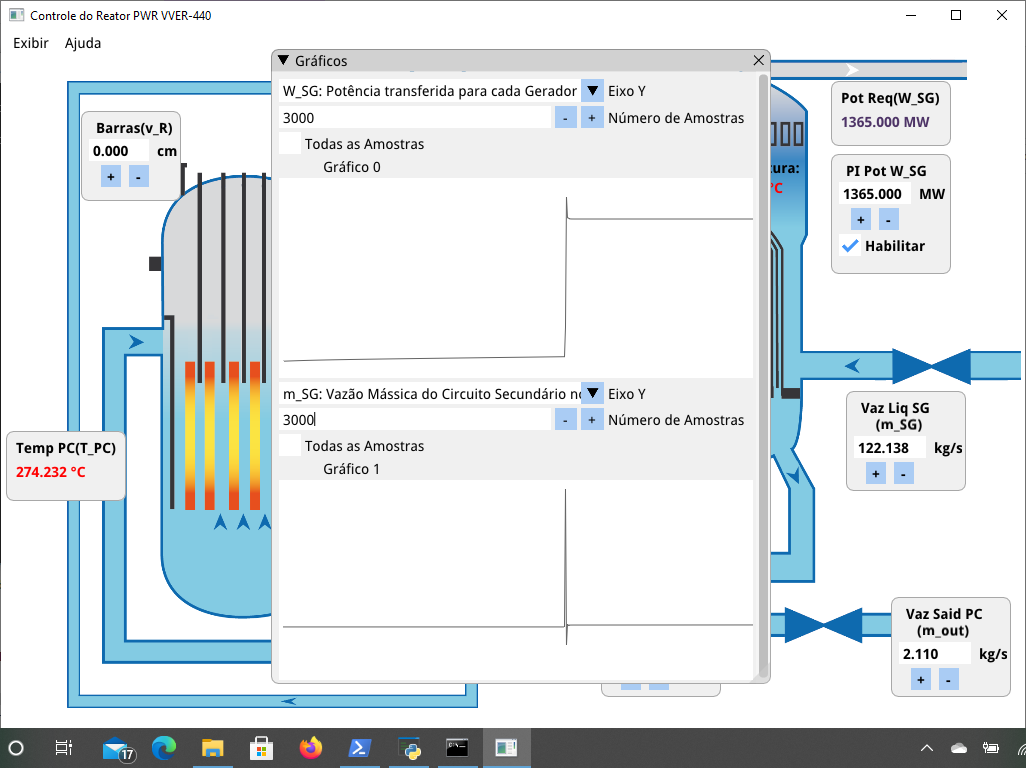 Controle do Reator PWR VVER-440
Exibir Ajuda
Gráficos
W_SG: Potência transferida para cada Gerador
Eixo Y
3000
- + Número de Amostras
Todas as Amostras
Gráfico 0
m_SG: Vazão Mássica do Circuito Secundário
Eixo Y
3000
- + Número de Amostras
Todas as Amostras
Gráfico 1
Barras(v_R)
0.000 cm
+ -
Temp PC(T_PC)
274.232 °C
Pot Req(W_SG)
1365.000 MW
tura:
°C
PI Pot W_SG
1365.000 MW
+ -
Habilitar
Vaz Liq SG
(m_SG)
122.138 kg/s
+ -
Vaz Said PC
(m_out)
2.110 kg/s
+ -
17